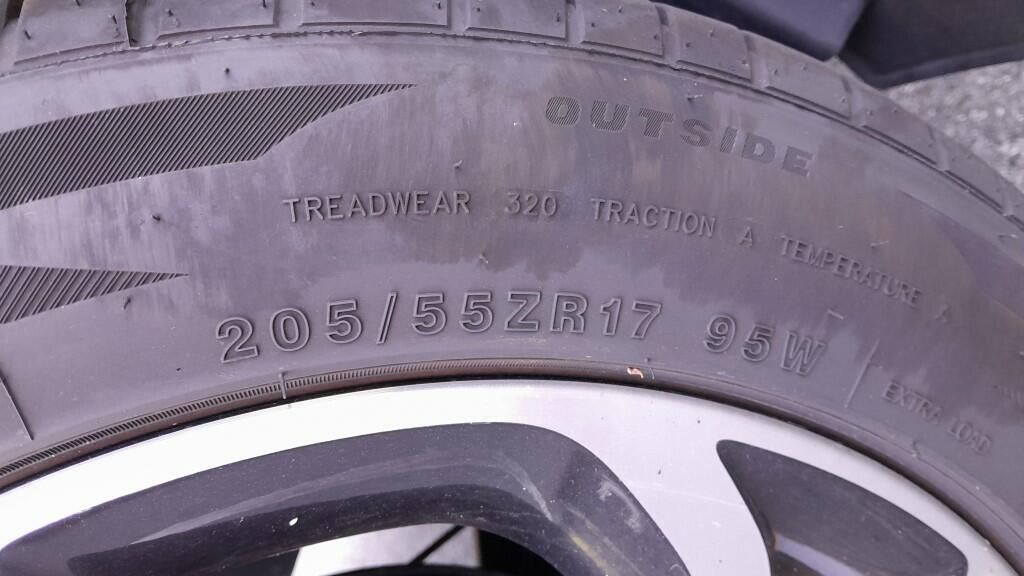 OUTSIDE
TREADWEAR 320 TRACTION A TEMPERATURE A
205/55ZR17 95W
EXTRA LOAD